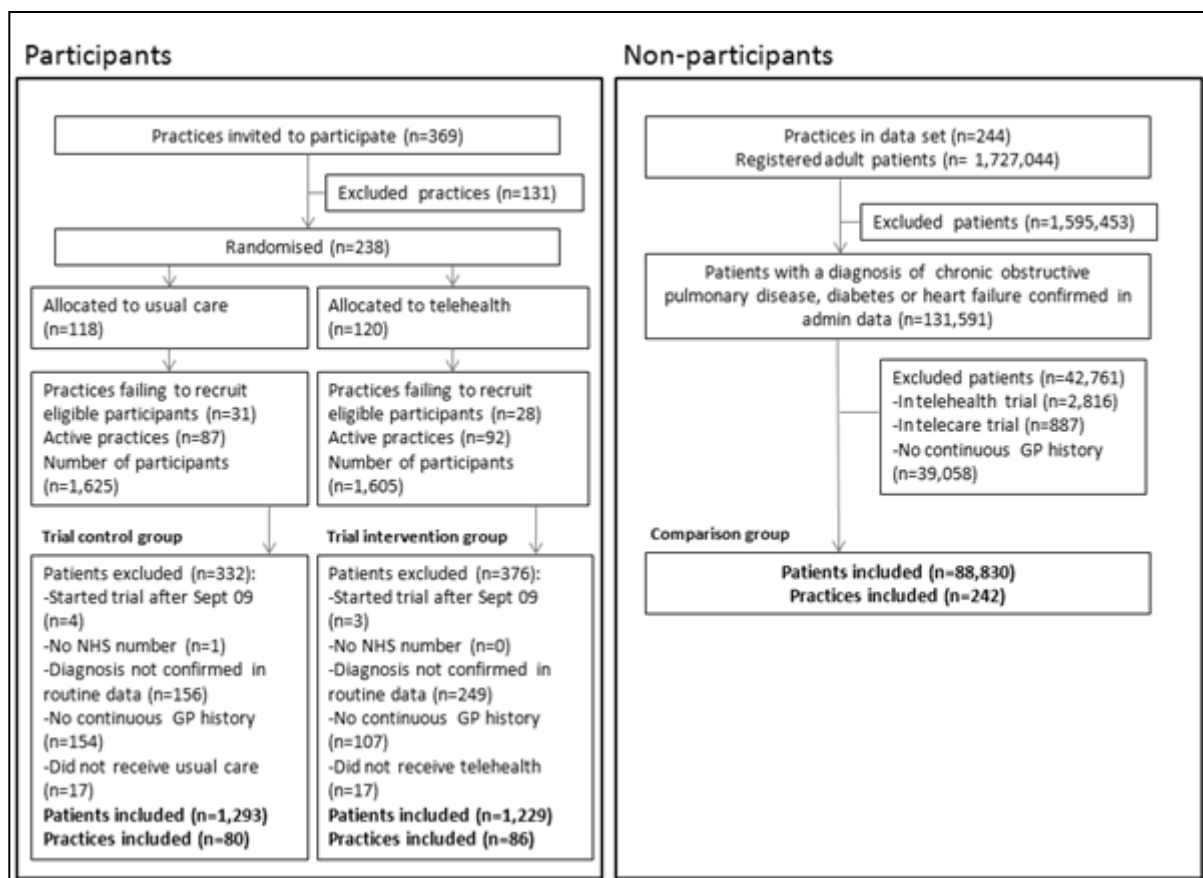 Participants
Practices invited to participate (n=369)
Excluded practices (n=131)
Randomised (n=238)
Allocated to usual care
(n=118)
Allocated to telehealth
(n=120)
Practices failing to recruit
eligible participants (n=31)
Active practices (n=87)
Number of participants
(n=1,625)
Practices failing to recruit
eligible participants (n=28)
Active practices (n=92)
Number of participants
(n=1,605)
Trial control group
Patients excluded (n=332):
-Started trial after Sept 09
(n=4)
-No NHS number (n=1)
-Diagnosis not confirmed in
routine data (n=156)
-No continuous GP history
(n=154)
-Did not receive usual care
(n=17)
Patients included (n=1,293)
Practices included (n=80)
Trial intervention group
Patients excluded (n=376):
-Started trial after Sept 09
(n=3)
-No NHS number (n=0)
-Diagnosis not confirmed in
routine data (n=249)
-No continuous GP history
(n=107)
-Did not receive telehealth
(n=17)
Patients included (n=1,229)
Practices included (n=86)
Non-participants
Practices in data set (n=244)
Registered adult patients (n= 1,727,044)
Excluded patients (n=1,595,453)
Patients with a diagnosis of chronic obstructive
pulmonary disease, diabetes or heart failure confirmed in
admin data (n=131,591)
Excluded patients (n=42,761)
-In telehealth trial (n=2,816)
-In telecare trial (n=887)
-No continuous GP history
(n=39,058)
Comparison group
Patients included (n=88,830)
Practices included (n=242)